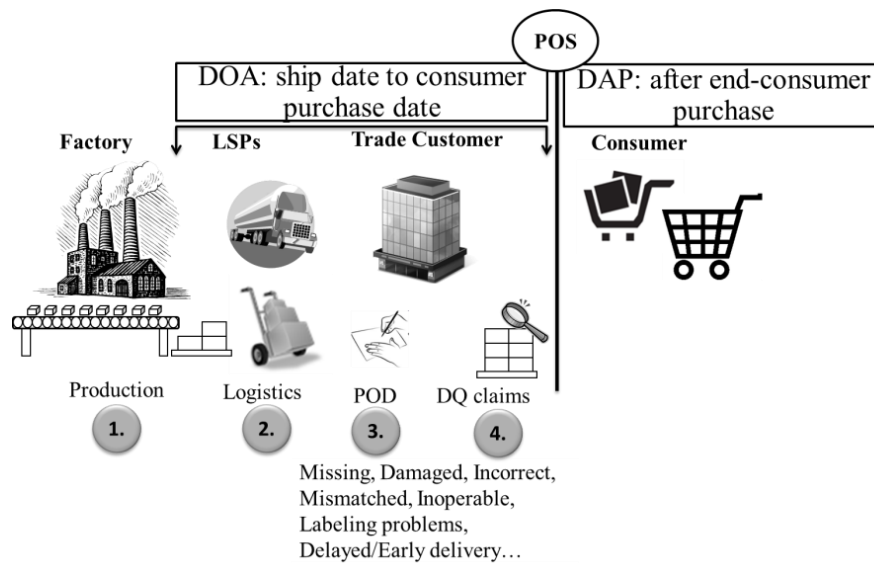 POS
DOA: ship date to consumer
purchase date
DAP: after end-consumer
purchase
Factory
LSPs
Trade Customer
Consumer
Production
Logistics
POD
DQ claims
1.
2.
3.
4.
Missing, Damaged, Incorrect,
Mismatched, Inoperable,
Labeling problems,
Delayed/Early delivery…